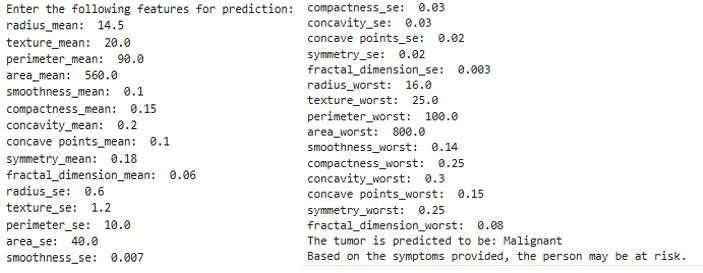 Enter the following features for prediction:
radius_mean:  14.5
texture_mean:  20.0
perimeter_mean:  90.0
area_mean:  560.0
smoothness_mean:  0.1
compactness_mean:  0.15
concavity_mean:  0.2
concave points_mean:  0.1
symmetry_mean:  0.18
fractal_dimension_mean:  0.06
radius_se:  0.6
texture_se:  1.2
perimeter_se:  10.0
area_se:  40.0
smoothness_se:  0.007
compactness_se:  0.03
concavity_se:  0.03
concave points_se:  0.02
symmetry_se:  0.02
fractal_dimension_se:  0.003
radius_worst:  16.0
texture_worst:  25.0
perimeter_worst:  100.0
area_worst:  800.0
smoothness_worst:  0.14
compactness_worst:  0.25
concavity_worst:  0.3
concave points_worst:  0.15
symmetry_worst:  0.25
fractal_dimension_worst:  0.08
The tumor is predicted to be: Malignant
Based on the symptoms provided, the person may be at risk.